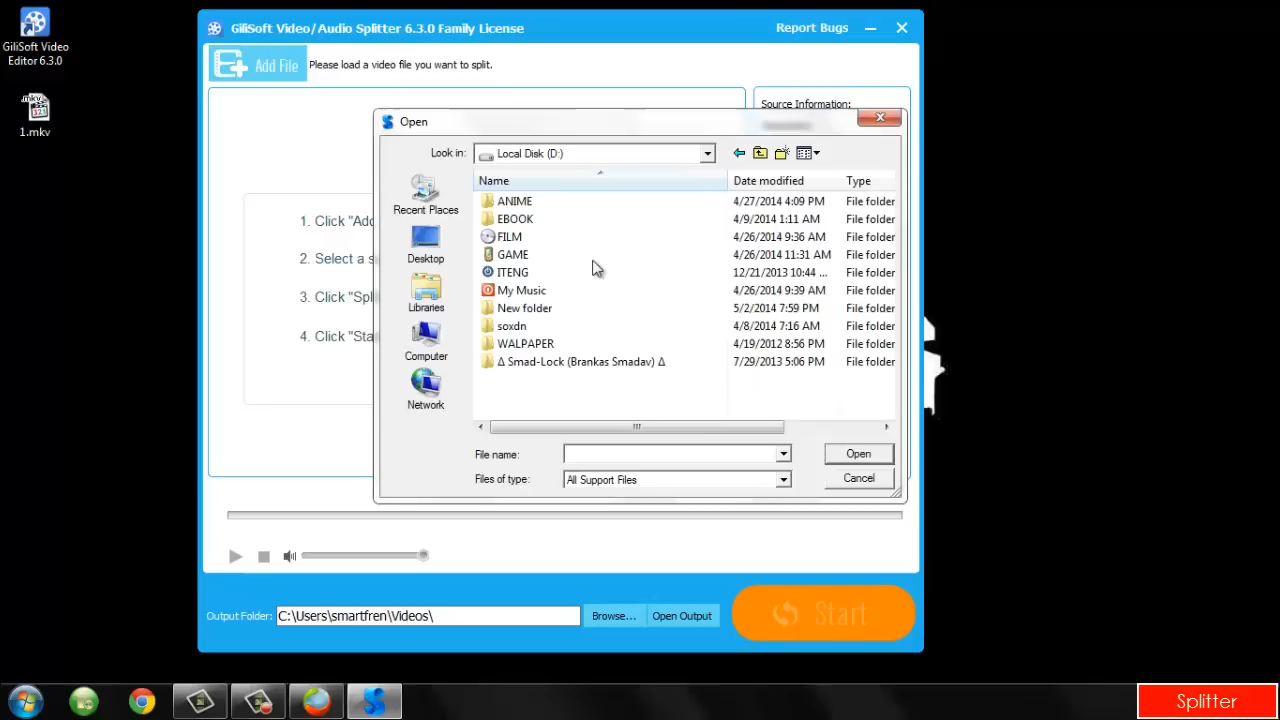 GiliSoft Video
Editor 6.3.0
1.mkv
GiliSoft Video/Audio Splitter 6.3.0 Family License
Report Bugs
Add File
Please load a video file you want to split.
Source Information:
1. Click "Add
2. Select a s
3. Click "Spl
4. Click "Sta
Open
Look in:
Local Disk (D:)
Recent Places
Desktop
Libraries
Computer
Network
Name Date modified Type
ANIME 4/27/2014 4:09 PM File folder
EBOOK 4/9/2014 1:11 AM File folder
FILM 4/26/2014 9:36 AM File folder
GAME 4/26/2014 11:31 AM File folder
ITENG 12/21/2013 10:44 ... File folder
My Music 4/26/2014 9:39 AM File folder
New folder 5/2/2014 7:59 PM File folder
soxdn 4/8/2014 7:16 AM File folder
WALPAPER 4/19/2012 8:56 PM File folder
Δ Smad-Lock (Brankas Smadav) Δ 7/29/2013 5:06 PM File folder
File name:
Open
Files of type: All Support Files
Cancel
Output Folder: C:\Users\smartfren\Videos\
Browse...
Open Output
Start
Splitter